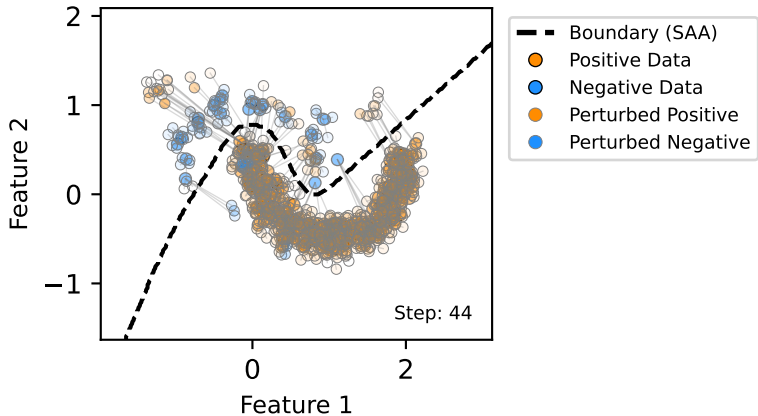 2
1
0
−1
Feature 2
0
2
Feature 1
Step: 44
Boundary (SAA)
Positive Data
Negative Data
Perturbed Positive
Perturbed Negative